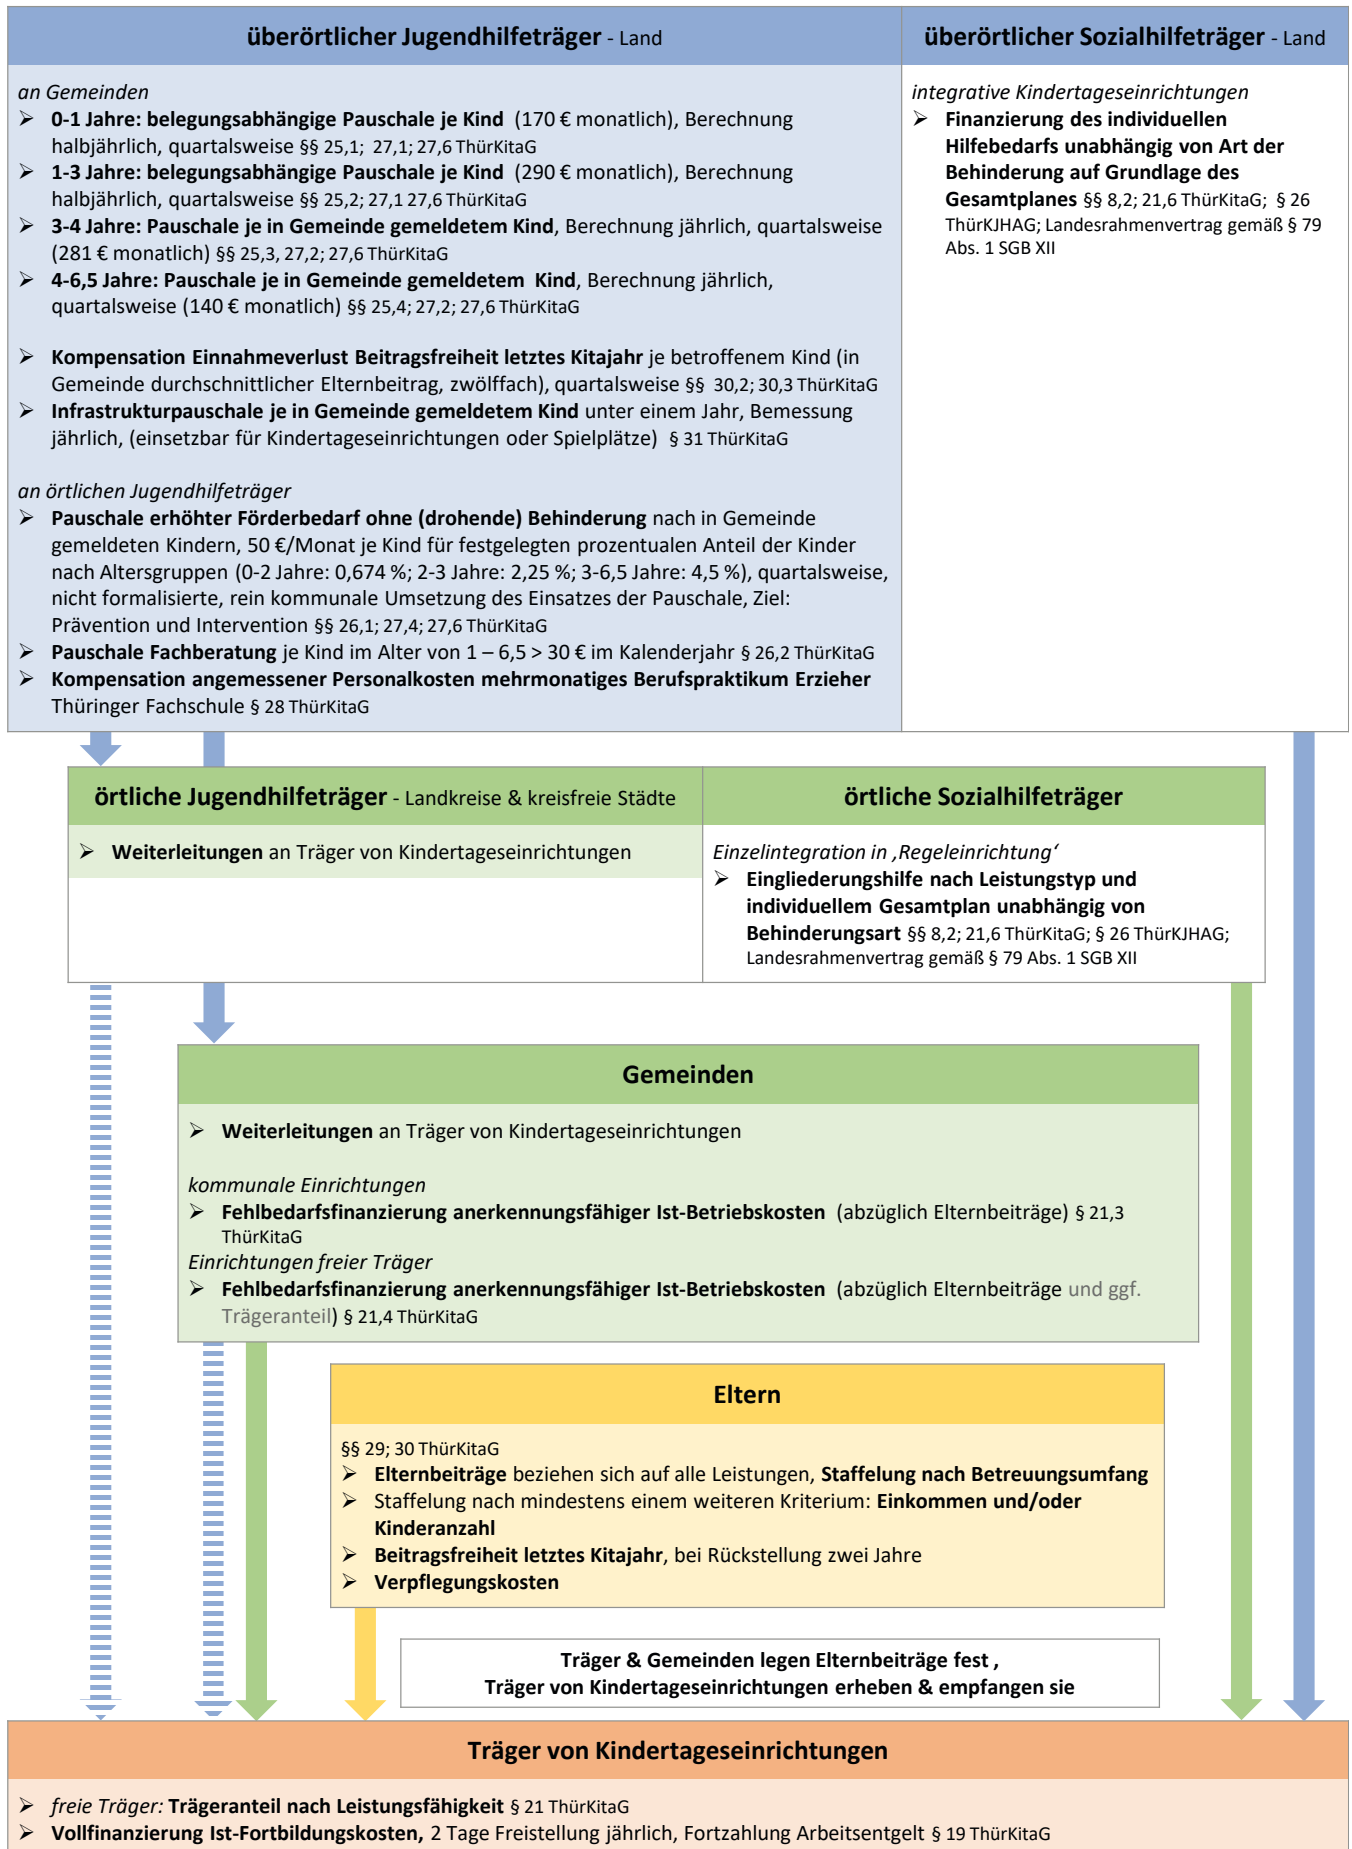 überörtlicher Jugendhilfeträger - Land
an Gemeinden
➢ 0-1 Jahre: belegungsabhängige Pauschale je Kind (170 € monatlich), Berechnung
halbjährlich, quartalsweise §§ 25,1; 27,1; 27,6 ThürKitaG
➢ 1-3 Jahre: belegungsabhängige Pauschale je Kind (290 € monatlich), Berechnung
halbjährlich, quartalsweise §§ 25,2; 27,1 27,6 ThürKitaG
➢ 3-4 Jahre: Pauschale je in Gemeinde gemeldetem Kind, Berechnung jährlich, quartalsweise
(281 € monatlich) §§ 25,3, 27,2; 27,6 ThürKitaG
➢ 4-6,5 Jahre: Pauschale je in Gemeinde gemeldetem Kind, Berechnung jährlich,
quartalsweise (140 € monatlich) §§ 25,4; 27,2; 27,6 ThürKitaG
➢ Kompensation Einnahmeverlust Beitragsfreiheit letztes Kitajahr je betroffenem Kind (in
Gemeinde durchschnittlicher Elternbeitrag, zwölffach), quartalsweise §§ 30,2; 30,3 ThürKitaG
➢ Infrastrukturpauschale je in Gemeinde gemeldetem Kind unter einem Jahr, Bemessung
jährlich, (einsetzbar für Kindertageseinrichtungen oder Spielplätze) § 31 ThürKitaG
an örtlichen Jugendhilfeträger
➢ Pauschale erhöhter Förderbedarf ohne (drohende) Behinderung nach in Gemeinde
gemeldeten Kindern, 50 €/Monat je Kind für festgelegten prozentualen Anteil der Kinder
nach Altersgruppen (0-2 Jahre: 0,674 %; 2-3 Jahre: 2,25 %; 3-6,5 Jahre: 4,5 %), quartalsweise,
nicht formalisierte, rein kommunale Umsetzung des Einsatzes der Pauschale, Ziel:
Prävention und Intervention §§ 26,1; 27,4; 27,6 ThürKitaG
➢ Pauschale Fachberatung je Kind im Alter von 1 – 6,5 > 30 € im Kalenderjahr § 26,2 ThürKitaG
➢ Kompensation angemessener Personalkosten mehrmonatiges Berufspraktikum Erzieher
Thüringer Fachschule § 28 ThürKitaG
überörtlicher Sozialhilfeträger - Land
integrative Kindertageseinrichtungen
➢ Finanzierung des individuellen
Hilfebedarfs unabhängig von Art der
Behinderung auf Grundlage des
Gesamtplanes §§ 8,2; 21,6 ThürKitaG; § 26
ThürKJHAG; Landesrahmenvertrag gemäß § 79
Abs. 1 SGB XII
örtliche Jugendhilfeträger - Landkreise & kreisfreie Städte
➢ Weiterleitungen an Träger von Kindertageseinrichtungen
örtliche Sozialhilfeträger
Einzelintegration in ‚Regeleinrichtung‘
➢ Eingliederungshilfe nach Leistungstyp und
individuellem Gesamtplan unabhängig von
Behinderungsart §§ 8,2; 21,6 ThürKitaG; § 26 ThürKJHAG;
Landesrahmenvertrag gemäß § 79 Abs. 1 SGB XII
Gemeinden
➢ Weiterleitungen an Träger von Kindertageseinrichtungen
kommunale Einrichtungen
➢ Fehlbedarfsfinanzierung anerkennungsfähiger Ist-Betriebskosten (abzüglich Elternbeiträge) § 21,3
ThürKitaG
Einrichtungen freier Träger
➢ Fehlbedarfsfinanzierung anerkennungsfähiger Ist-Betriebskosten (abzüglich Elternbeiträge und ggf.
Trägeranteil) § 21,4 ThürKitaG
Eltern
§§ 29; 30 ThürKitaG
➢ Elternbeiträge beziehen sich auf alle Leistungen, Staffelung nach Betreuungsumfang
➢ Staffelung nach mindestens einem weiteren Kriterium: Einkommen und/oder
Kinderanzahl
➢ Beitragsfreiheit letztes Kitajahr, bei Rückstellung zwei Jahre
➢ Verpflegungskosten
Träger & Gemeinden legen Elternbeiträge fest ,
Träger von Kindertageseinrichtungen erheben & empfangen sie
Träger von Kindertageseinrichtungen
➢ freie Träger: Trägeranteil nach Leistungsfähigkeit § 21 ThürKitaG
➢ Vollfinanzierung Ist-Fortbildungskosten, 2 Tage Freistellung jährlich, Fortzahlung Arbeitsentgelt § 19 ThürKitaG